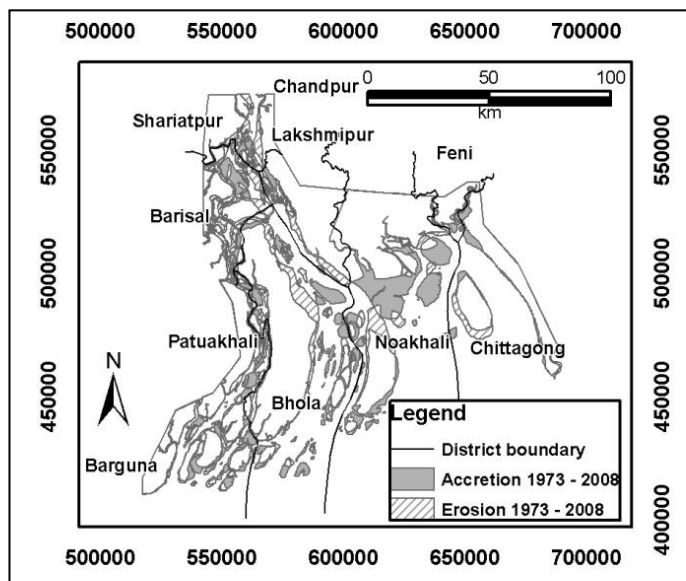 500000 550000 600000 650000 700000
Chandpur
0 50 100
km
Shariatpur
Lakshmipur
Feni
550000
550000
Barisal
500000
500000
Patuakhali
Noakhali
Chittagong
N
Bhola
450000
450000
Legend
District boundary
Barguna
Accretion 1973 - 2008
Erosion 1973 - 2008
400000
500000 550000 600000 650000 700000